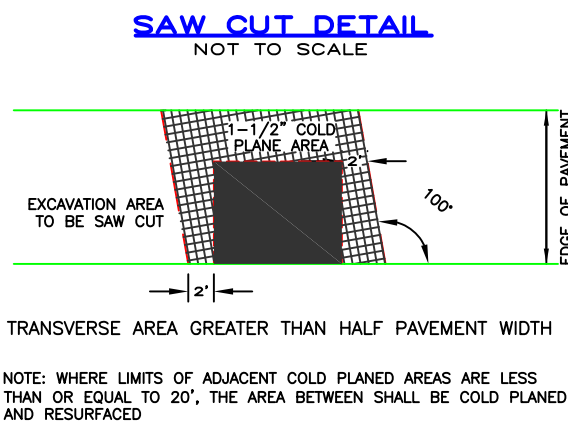 SAW CUT DETAIL
NOT TO SCALE
1-1/2" COLD
PLANE AREA
2'
EXCAVATION AREA
TO BE SAW CUT
100°
EDGE OF PAVEMENT
2'
TRANSVERSE AREA GREATER THAN HALF PAVEMENT WIDTH
NOTE: WHERE LIMITS OF ADJACENT COLD PLANED AREAS ARE LESS
THAN OR EQUAL TO 20', THE AREA BETWEEN SHALL BE COLD PLANED
AND RESURFACED